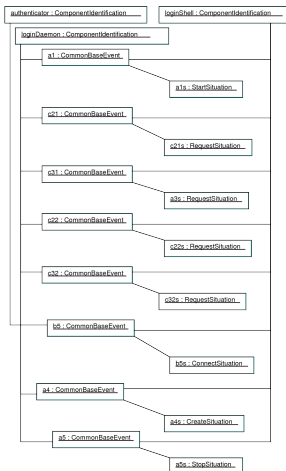 authenticator : ComponentIdentification
loginShell : ComponentIdentification
loginDaemon : ComponentIdentification
a1 : CommonBaseEvent
a1s : StartSituation
c21 : CommonBaseEvent
c21s : RequestSituation
c31 : CommonBaseEvent
a3s : RequestSituation
c22 : CommonBaseEvent
c22s : RequestSituation
c32 : CommonBaseEvent
c32s : RequestSituation
b5 : CommonBaseEvent
b5s : ConnectSituation
a4 : CommonBaseEvent
a4s : CreateSituation
a5 : CommonBaseEvent
a5s : StopSituation